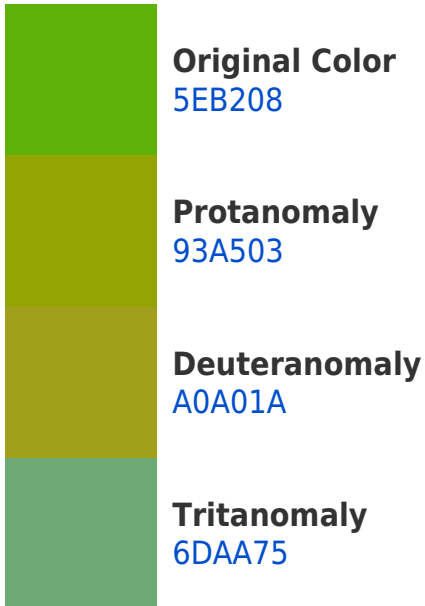 Original Color
5EB208
Protanomaly
93A503
Deuteranomaly
A0A01A
Tritanomaly
6DAA75